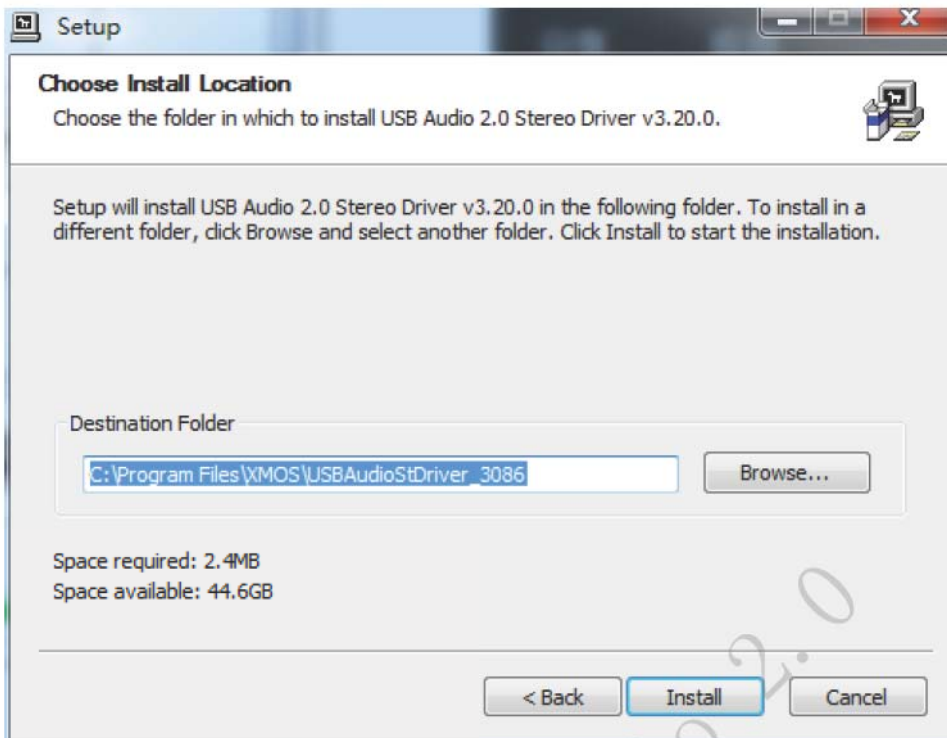 Setup
Choose Install Location
Choose the folder in which to install USB Audio 2.0 Stereo Driver v3.20.0.
Setup will install USB Audio 2.0 Stereo Driver v3.20.0 in the following folder. To install in a
different folder, click Browse and select another folder. Click Install to start the installation.
Destination Folder
C:\Program Files\XMOS\USBAudioStDriver_3086
Browse...
Space required: 2.4MB
Space available: 44.6GB
< Back
Install
Cancel
2.0